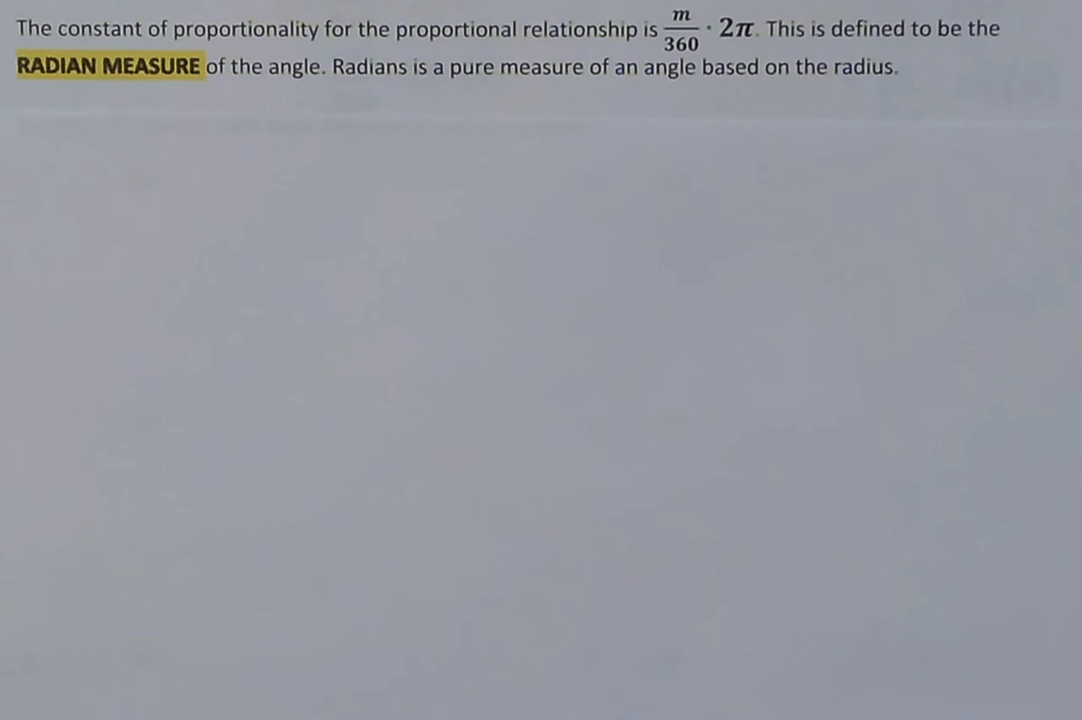 The constant of proportionality for the proportional relationship is m/360 · 2π. This is defined to be the
RADIAN MEASURE of the angle. Radians is a pure measure of an angle based on the radius.